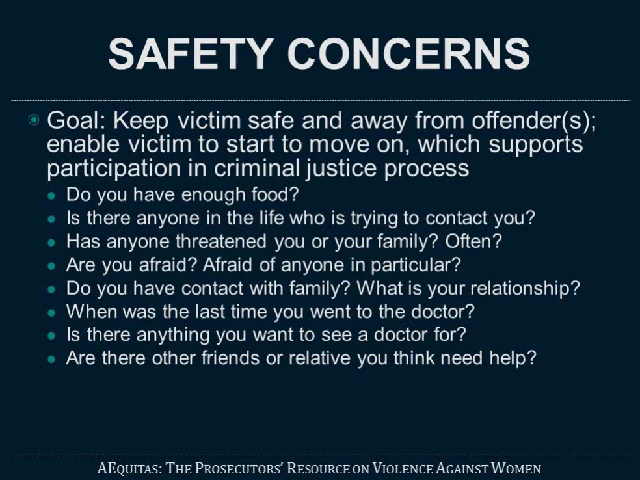 SAFETY CONCERNS
Goal: Keep victim safe and away from offender(s);
enable victim to start to move on, which supports
participation in criminal justice process
Do you have enough food?
Is there anyone in the life who is trying to contact you?
Has anyone threatened you or your family? Often?
Are you afraid? Afraid of anyone in particular?
Do you have contact with family? What is your relationship?
When was the last time you went to the doctor?
Is there anything you want to see a doctor for?
Are there other friends or relative you think need help?
AEQUITAS: THE PROSECUTORS' RESOURCE ON VIOLENCE AGAINST WOMEN